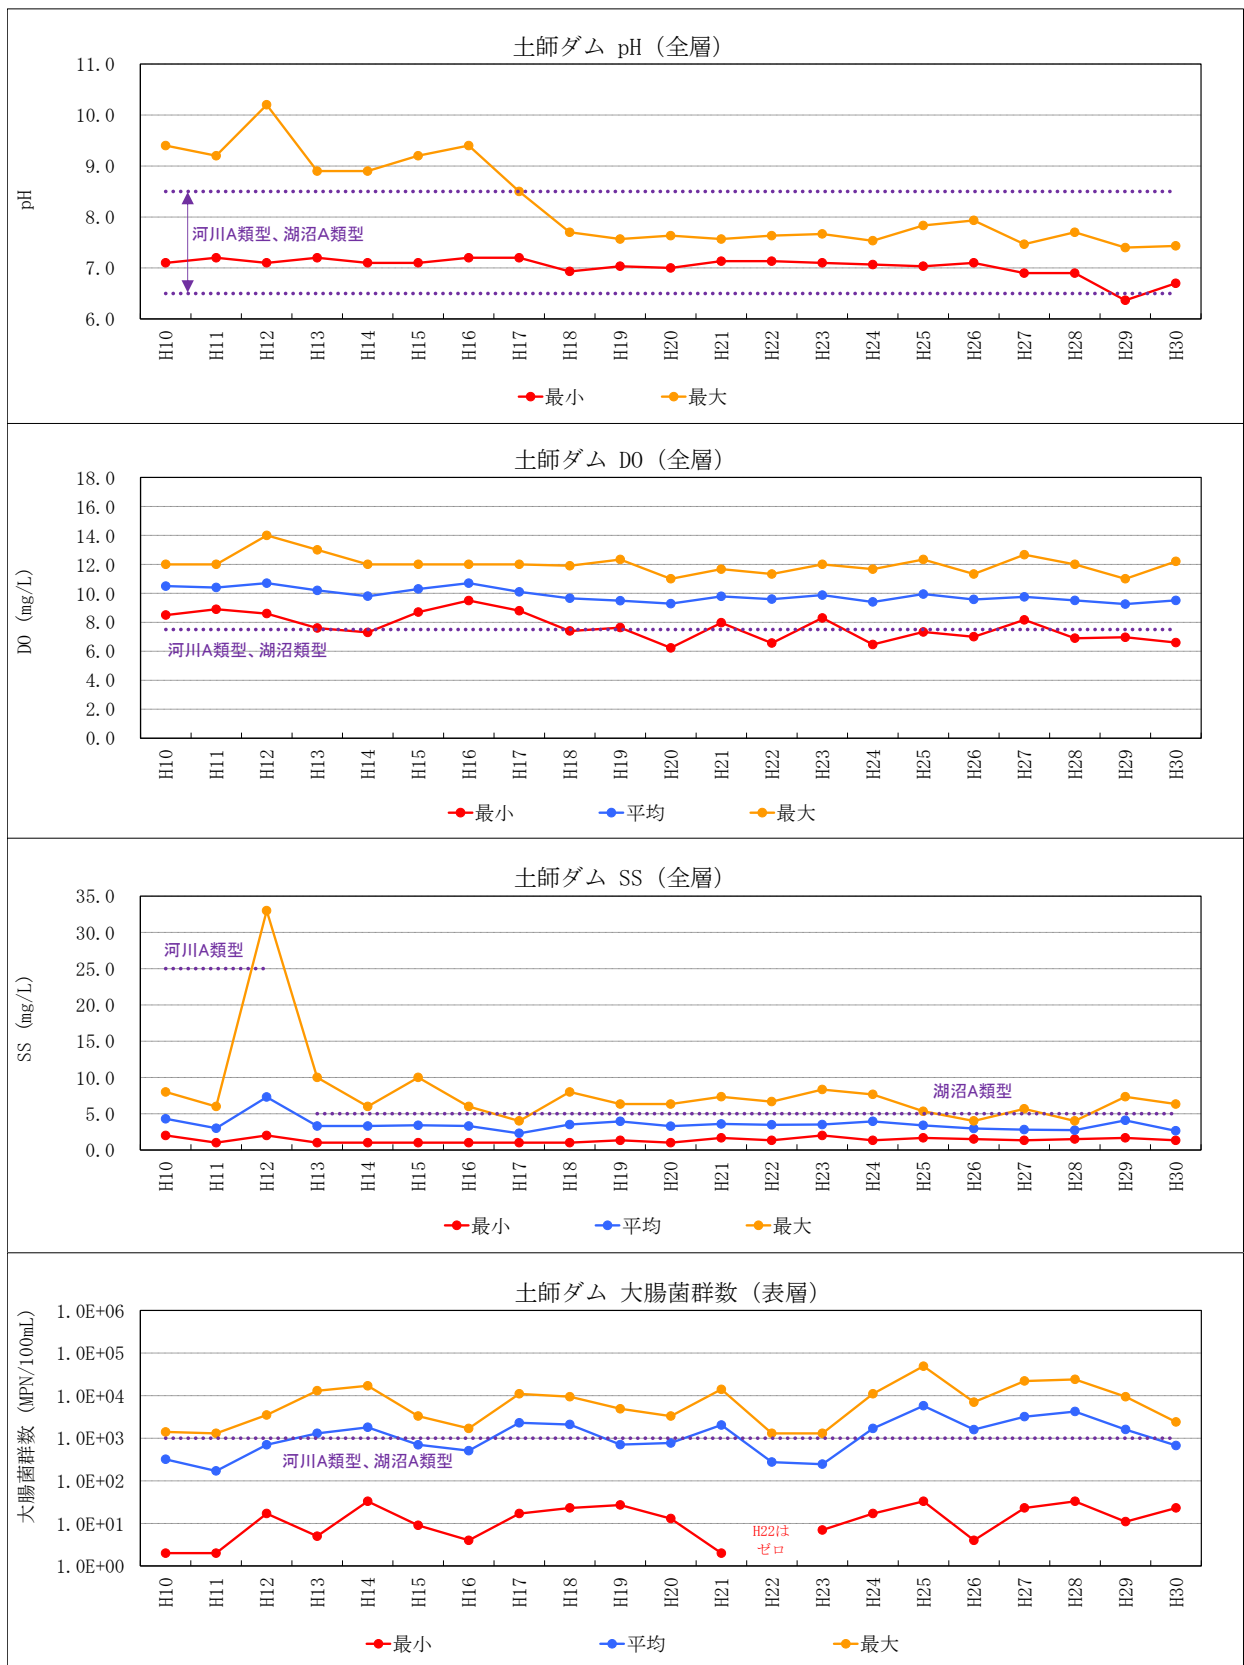 土師ダム pH (全層)
pH
11.0
10.0
9.0
8.0
7.0
6.0
河川A類型、湖沼A類型
H10 H11 H12 H13 H14 H15 H16 H17 H18 H19 H20 H21 H22 H23 H24 H25 H26 H27 H28 H29 H30
最小 最大
土師ダム DO (全層)
DO (mg/L)
18.0
16.0
14.0
12.0
10.0
8.0
6.0
4.0
2.0
0.0
河川A類型、湖沼類型
H10 H11 H12 H13 H14 H15 H16 H17 H18 H19 H20 H21 H22 H23 H24 H25 H26 H27 H28 H29 H30
最小 平均 最大
土師ダム SS (全層)
SS (mg/L)
35.0
30.0
25.0
20.0
15.0
10.0
5.0
0.0
河川A類型
湖沼A類型
H10 H11 H12 H13 H14 H15 H16 H17 H18 H19 H20 H21 H22 H23 H24 H25 H26 H27 H28 H29 H30
最小 平均 最大
土師ダム 大腸菌群数 (表層)
大腸菌群数 (MPN/100mL)
1.0E+06
1.0E+05
1.0E+04
1.0E+03
1.0E+02
1.0E+01
1.0E+00
河川A類型、湖沼A類型
H22は
ゼロ
H10 H11 H12 H13 H14 H15 H16 H17 H18 H19 H20 H21 H22 H23 H24 H25 H26 H27 H28 H29 H30
最小 平均 最大